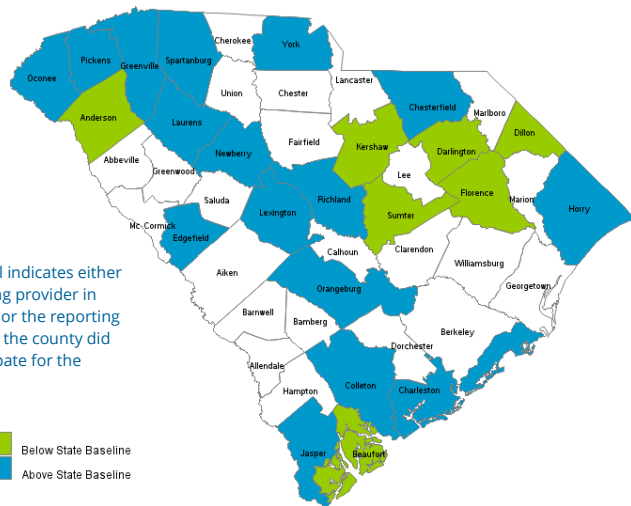 Cherokee
York
Spartanburg
Greenville
Pickens
Oconee
Lancaster
Union
Chester
Chesterfield
Marlboro
Anderson
Laurens
Dillon
Fairfield
Kershaw
Darlington
Newberry
Abbeville
Greenwood
Lee
Florence
Marion
Saluda
Richland
Lexington
Sumter
Horry
Mc Cormick
Edgefield
Calhoun
Clarendon
Williamsburg
Aiken
Orangeburg
Georgetown
l indicates either
ng provider in
or the reporting
the county did
pate for the
Barnwell
Bamberg
Berkeley
Dorchester
Allendale
Colleton
Charleston
Hampton
Jasper
Beaufort
Below State Baseline
Above State Baseline